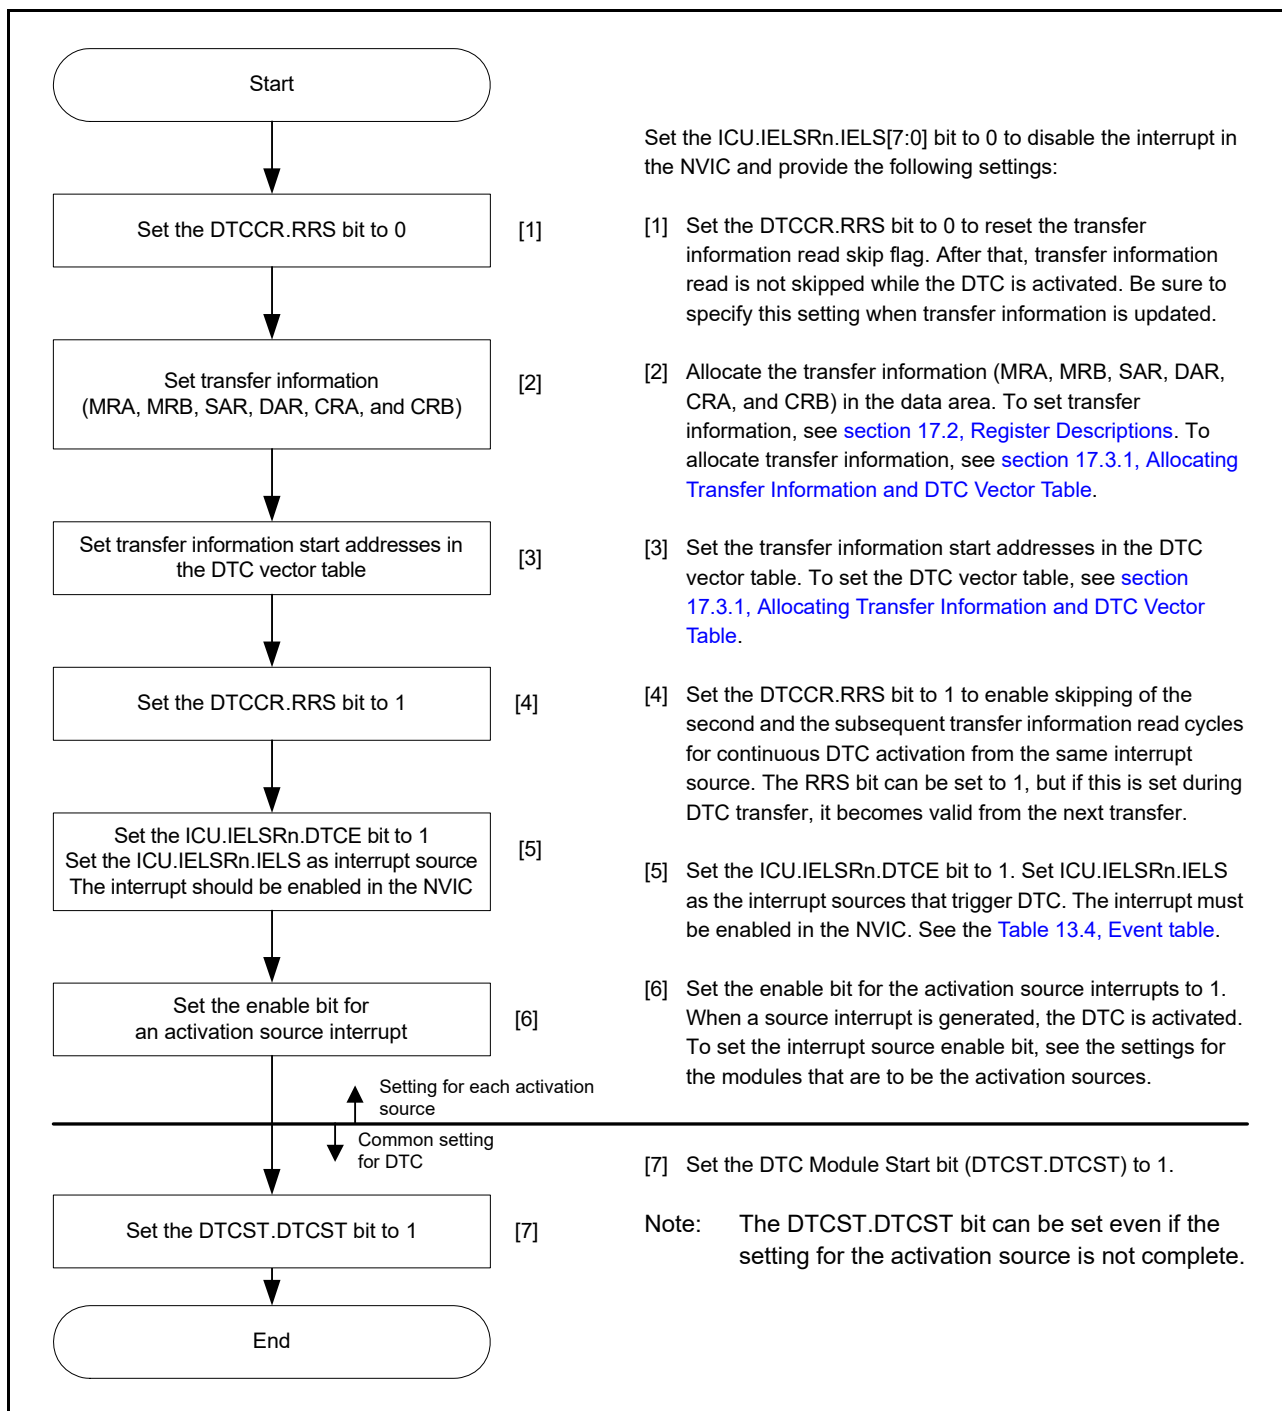 Start
Set the DTCCR.RRS bit to 0
[1]
Set transfer information
(MRA, MRB, SAR, DAR, CRA, and CRB)
[2]
Set transfer information start addresses in
the DTC vector table
[3]
Set the DTCCR.RRS bit to 1
[4]
Set the ICU.IELSRn.DTCE bit to 1
Set the ICU.IELSRn.IELS as interrupt source
The interrupt should be enabled in the NVIC
[5]
Set the enable bit for
an activation source interrupt
[6]
Setting for each activation
source
Common setting
for DTC
Set the DTCST.DTCST bit to 1
[7]
End
Set the ICU.IELSRn.IELS[7:0] bit to 0 to disable the interrupt in
the NVIC and provide the following settings:
[1] Set the DTCCR.RRS bit to 0 to reset the transfer
information read skip flag. After that, transfer information
read is not skipped while the DTC is activated. Be sure to
specify this setting when transfer information is updated.
[2] Allocate the transfer information (MRA, MRB, SAR, DAR,
CRA, and CRB) in the data area. To set transfer
information, see section 17.2, Register Descriptions. To
allocate transfer information, see section 17.3.1, Allocating
Transfer Information and DTC Vector Table.
[3] Set the transfer information start addresses in the DTC
vector table. To set the DTC vector table, see section
17.3.1, Allocating Transfer Information and DTC Vector
Table.
[4] Set the DTCCR.RRS bit to 1 to enable skipping of the
second and the subsequent transfer information read cycles
for continuous DTC activation from the same interrupt
source. The RRS bit can be set to 1, but if this is set during
DTC transfer, it becomes valid from the next transfer.
[5] Set the ICU.IELSRn.DTCE bit to 1. Set ICU.IELSRn.IELS
as the interrupt sources that trigger DTC. The interrupt must
be enabled in the NVIC. See the Table 13.4, Event table.
[6] Set the enable bit for the activation source interrupts to 1.
When a source interrupt is generated, the DTC is activated.
To set the interrupt source enable bit, see the settings for
the modules that are to be the activation sources.
[7] Set the DTC Module Start bit (DTCST.DTCST) to 1.
Note: The DTCST.DTCST bit can be set even if the
setting for the activation source is not complete.